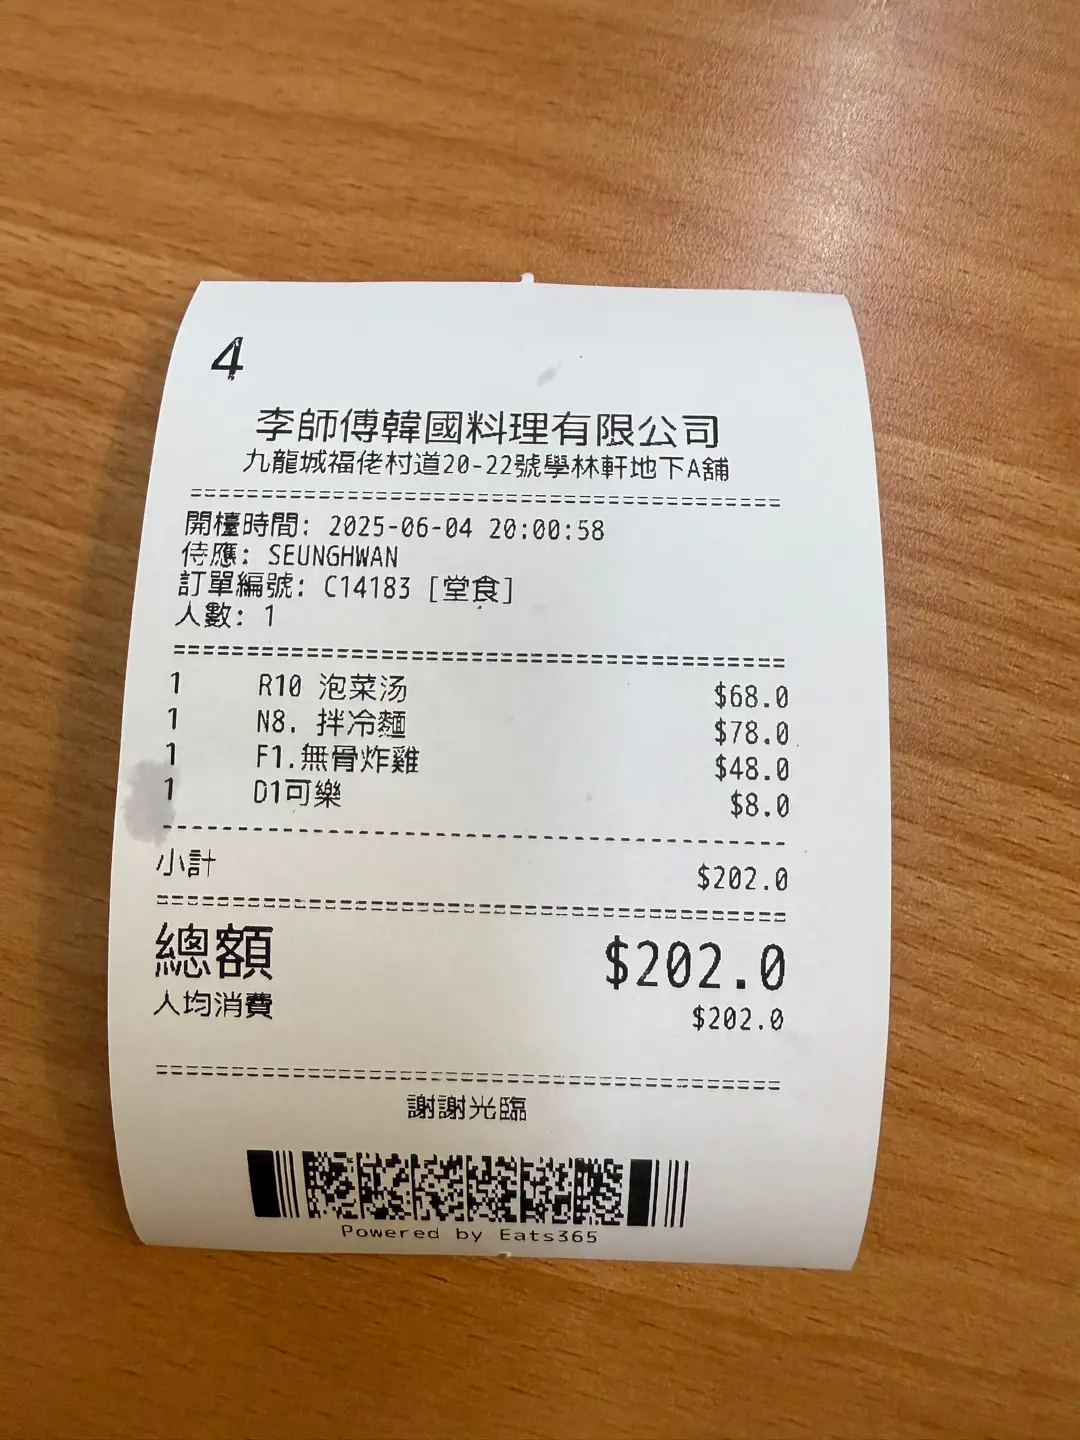 4
李師傅韓國料理有限公司
九龍城福佬村道20-22號學林軒地下A舖
開檯時間: 2025-06-04 20:00:58
侍應: SEUNGHWAN
訂單編號: C14183 [堂食]
人數: 1
1 R10 泡菜汤 $68.0
1 N8. 拌冷麵 $78.0
1 F1.無骨炸雞 $48.0
1 D1可樂 $8.0
小計 $202.0
總額 $202.0
人均消費 $202.0
謝謝光臨
Powered by Eats365